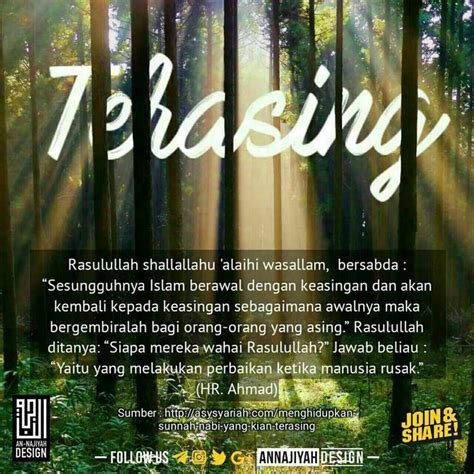 Terasing
Rasulullah shallallahu 'alaihi wasallam, bersabda :
“Sesungguhnya Islam berawal dengan keasingan dan akan
kembali kepada keasingan sebagaimana awalnya maka
bergembiralah bagi orang-orang yang asing.” Rasulullah
ditanya: “Siapa mereka wahai Rasulullah?” Jawab beliau :
“Yaitu yang melakukan perbaikan ketika manusia rusak.”
(HR. Ahmad)
Sumber : http://asysyariah.com/menghidupkan-
sunnah-nabi-yang-kian-terasing
AN-NAJIYAH
DESIGN
JOIN &
SHARE!
FOLLOW US
G+
ANNAJIYAH DESIGN